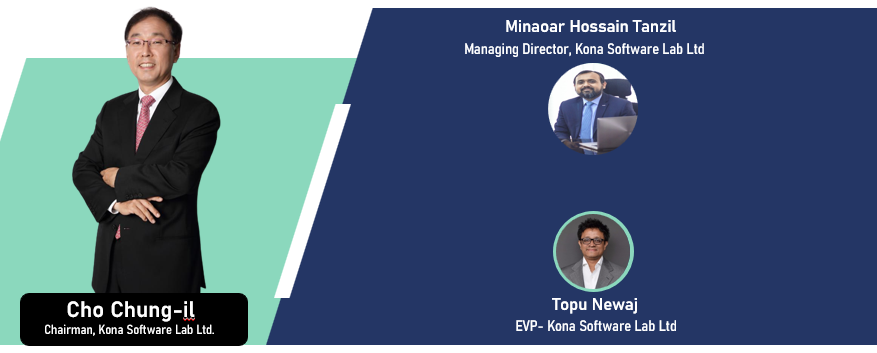 Minaoar Hossain Tanzil
Managing Director, Kona Software Lab Ltd
Cho Chung-il
Chairman, Kona Software Lab Ltd.
Topu Newaj
EVP- Kona Software Lab Ltd